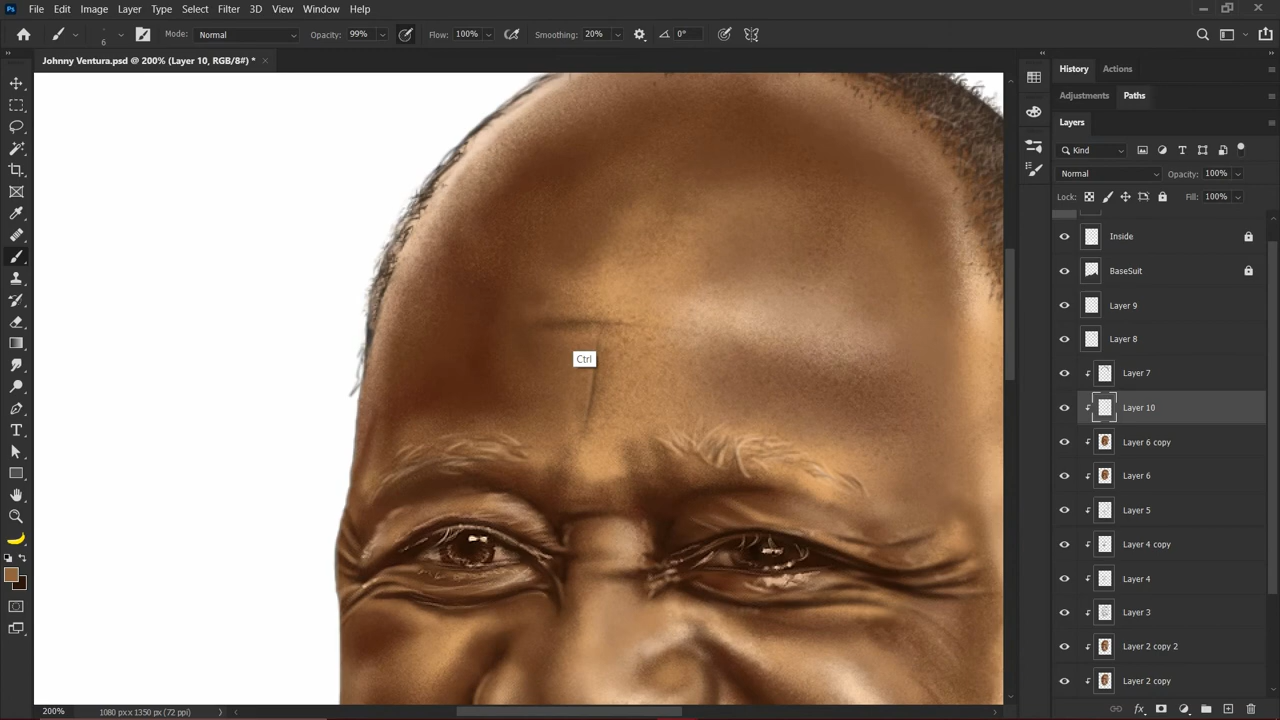 Ps File Edit Image Layer Type Select Filter 3D View Window Help
6 Mode: Normal Opacity: 99% Flow: 100% Smoothing: 20% 0°
Johnny Ventura.psd @ 200% (Layer 10, RGB/8#) * ×
History Actions
Adjustments Paths
Layers
Kind
Normal Opacity: 100%
Lock: Fill: 100%
Inside
BaseSuit
Layer 9
Layer 8
Ctrl
Layer 7
Layer 10
Layer 6 copy
Layer 6
Layer 5
Layer 4 copy
Layer 4
Layer 3
Layer 2 copy 2
Layer 2 copy
200% 1080 px x 1350 px (72 ppi)